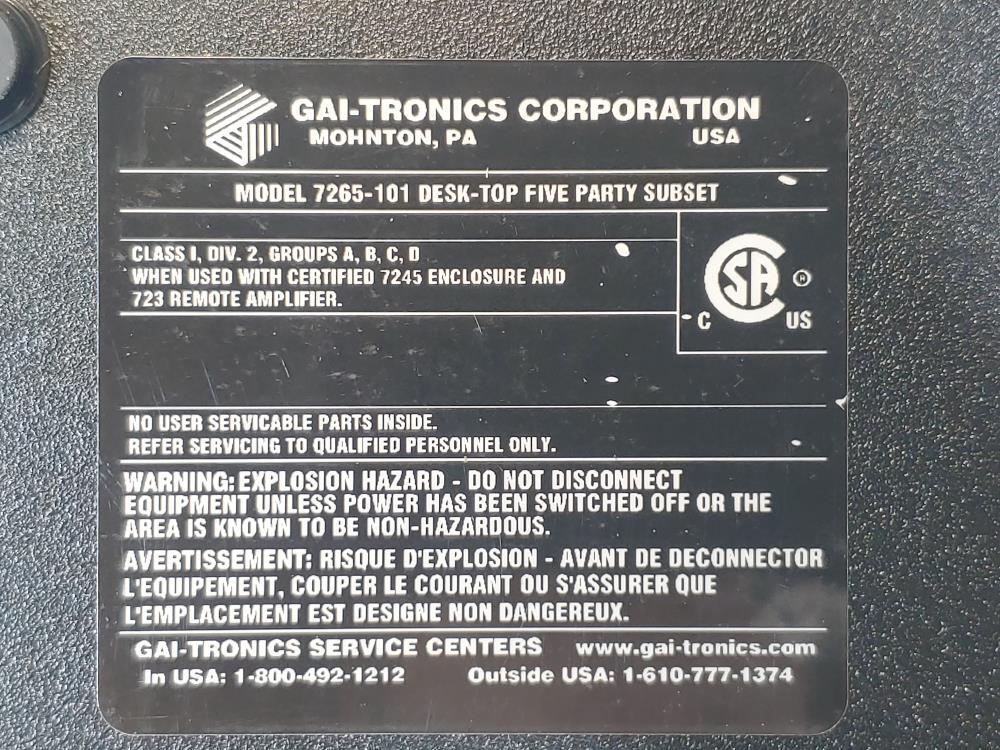 GAI-TRONICS CORPORATION
MOHNTON, PA USA
MODEL 7265-101 DESK-TOP FIVE PARTY SUBSET
CLASS I, DIV. 2, GROUPS A, B, C, D
WHEN USED WITH CERTIFIED 7245 ENCLOSURE AND
723 REMOTE AMPLIFIER.
SA ®
C US
NO USER SERVICABLE PARTS INSIDE.
REFER SERVICING TO QUALIFIED PERSONNEL ONLY.
WARNING: EXPLOSION HAZARD - DO NOT DISCONNECT
EQUIPMENT UNLESS POWER HAS BEEN SWITCHED OFF OR THE
AREA IS KNOWN TO BE NON-HAZARDOUS.
AVERTISSEMENT: RISQUE D'EXPLOSION - AVANT DE DECONNECTOR
L'EQUIPEMENT, COUPER LE COURANT OU S'ASSURER QUE
L'EMPLACEMENT EST DESIGNE NON DANGEREUX.
GAI-TRONICS SERVICE CENTERS www.gai-tronics.com
In USA: 1-800-492-1212 Outside USA: 1-610-777-1374